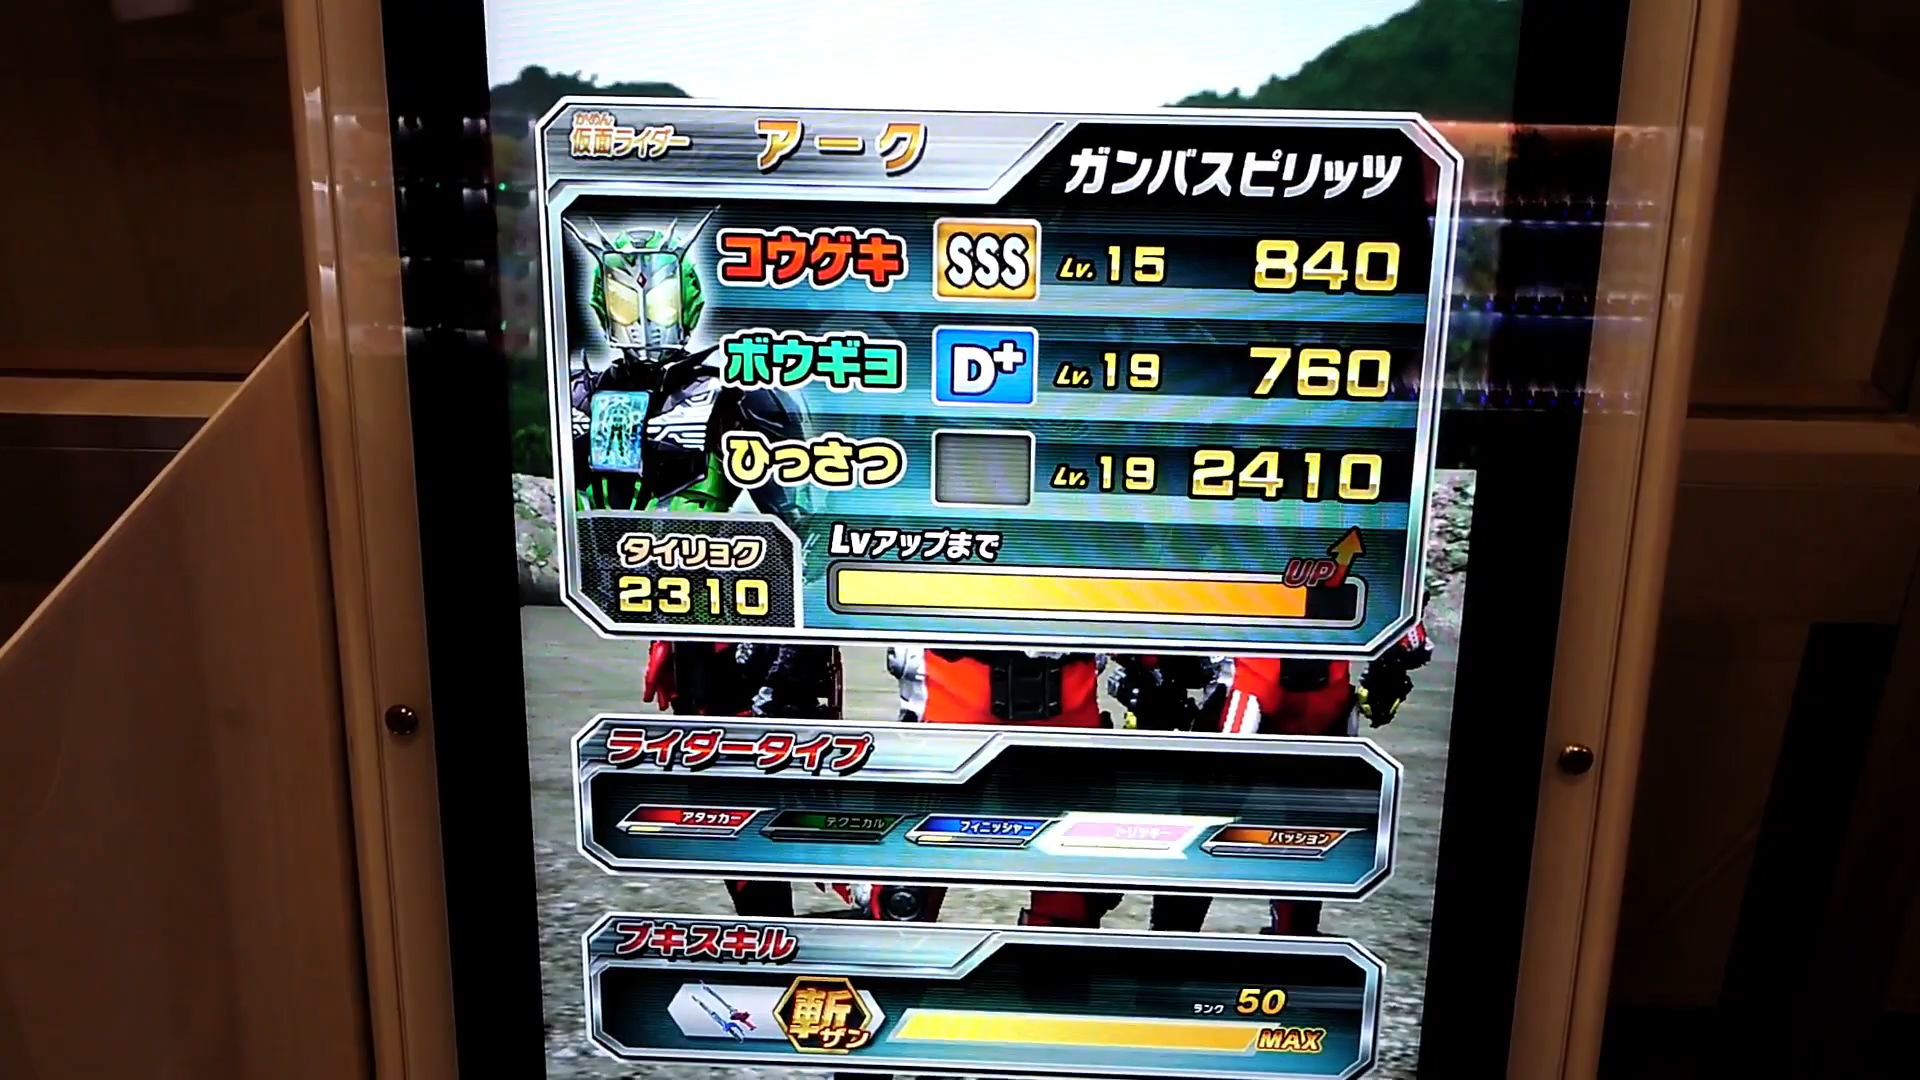 かめん
仮面ライダー
アーク
ガンバスピリッツ
コウゲキ SSS Lv.15 840
ボウギョ D+ Lv.19 760
ひっさつ Lv.19 2410
タイリョク
2310
Lvアップまで
UP
ライダータイプ
アタッカー テクニカル フィニッシャー トリッキー パッション
ブキスキル
斬 ザン
ランク 50
MAX